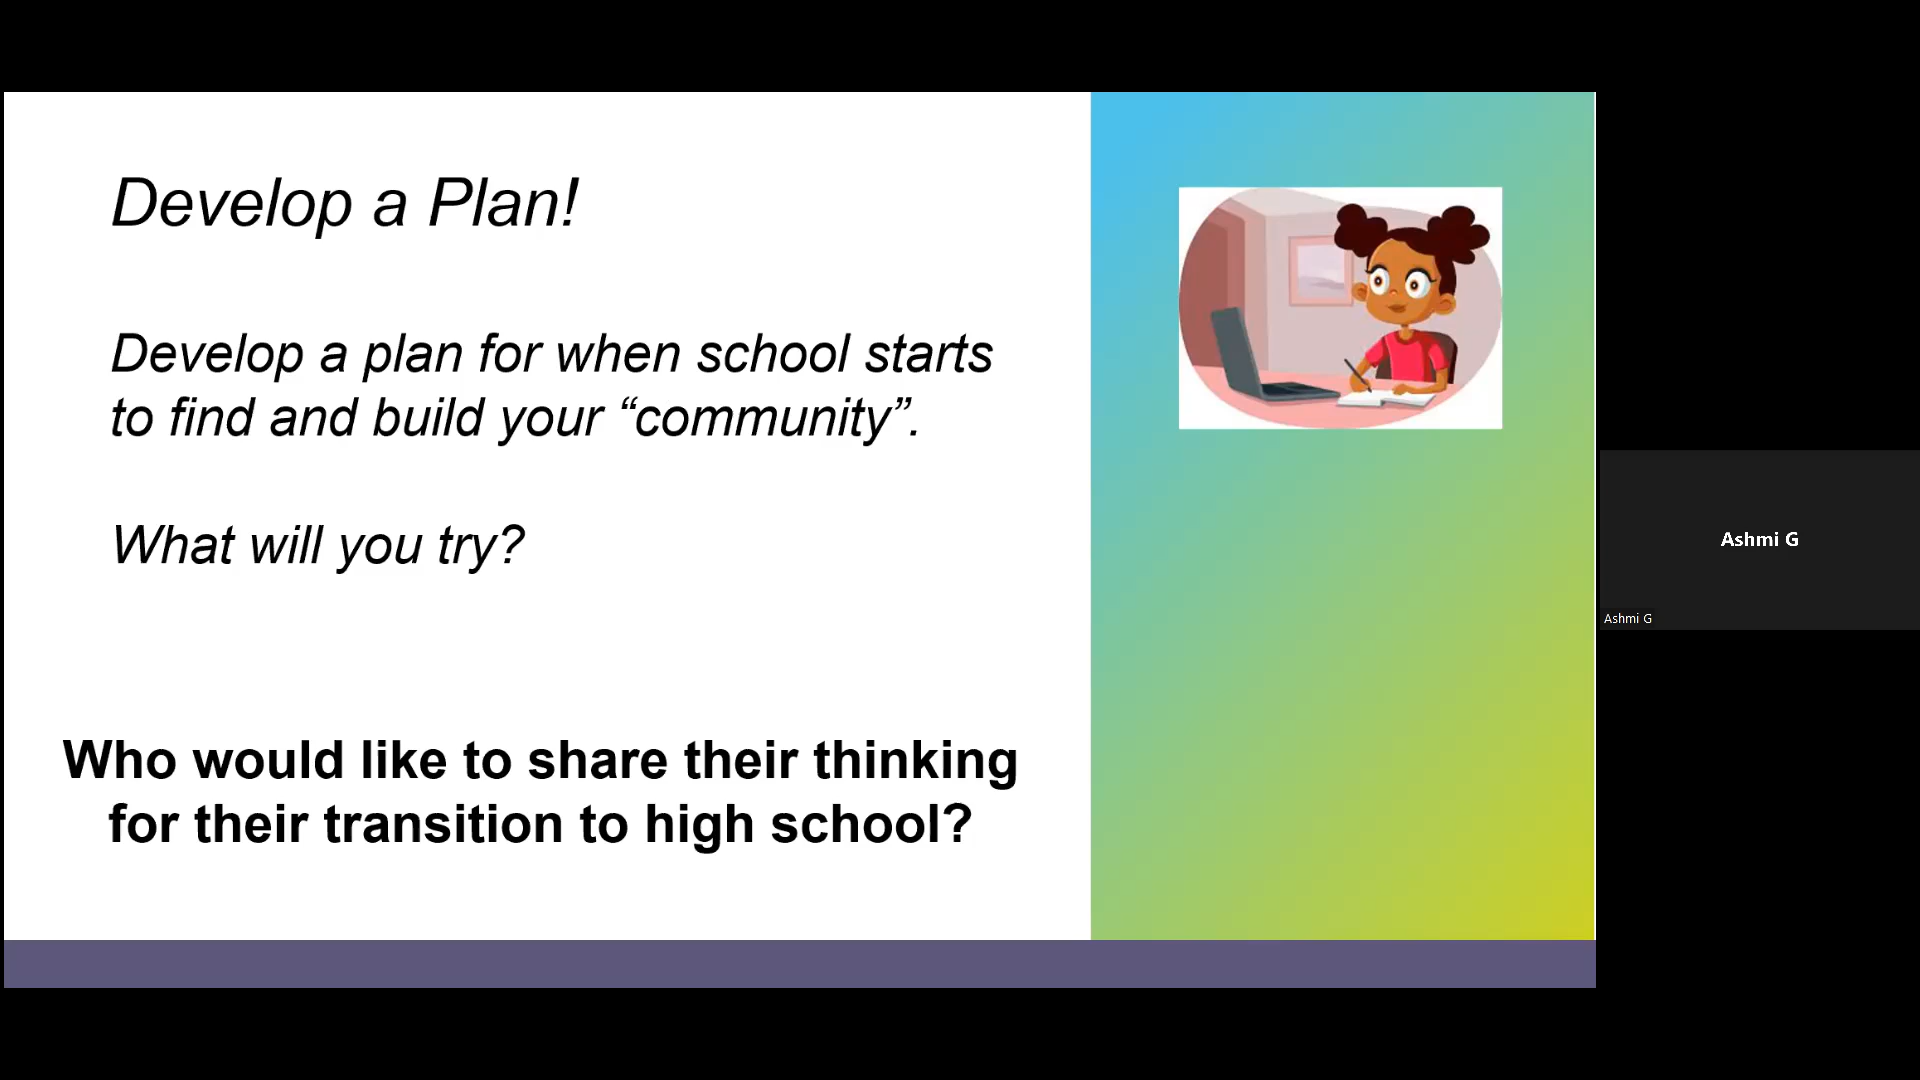 Develop a Plan!
Develop a plan for when school starts
to find and build your “community”.
What will you try?
Who would like to share their thinking
for their transition to high school?
Ashmi G
Ashmi G